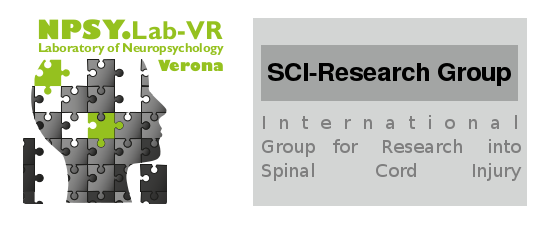 NPSY.Lab-VR
Laboratory of Neuropsychology
Verona
SCI-Research Group
International
Group for Research into
Spinal Cord Injury